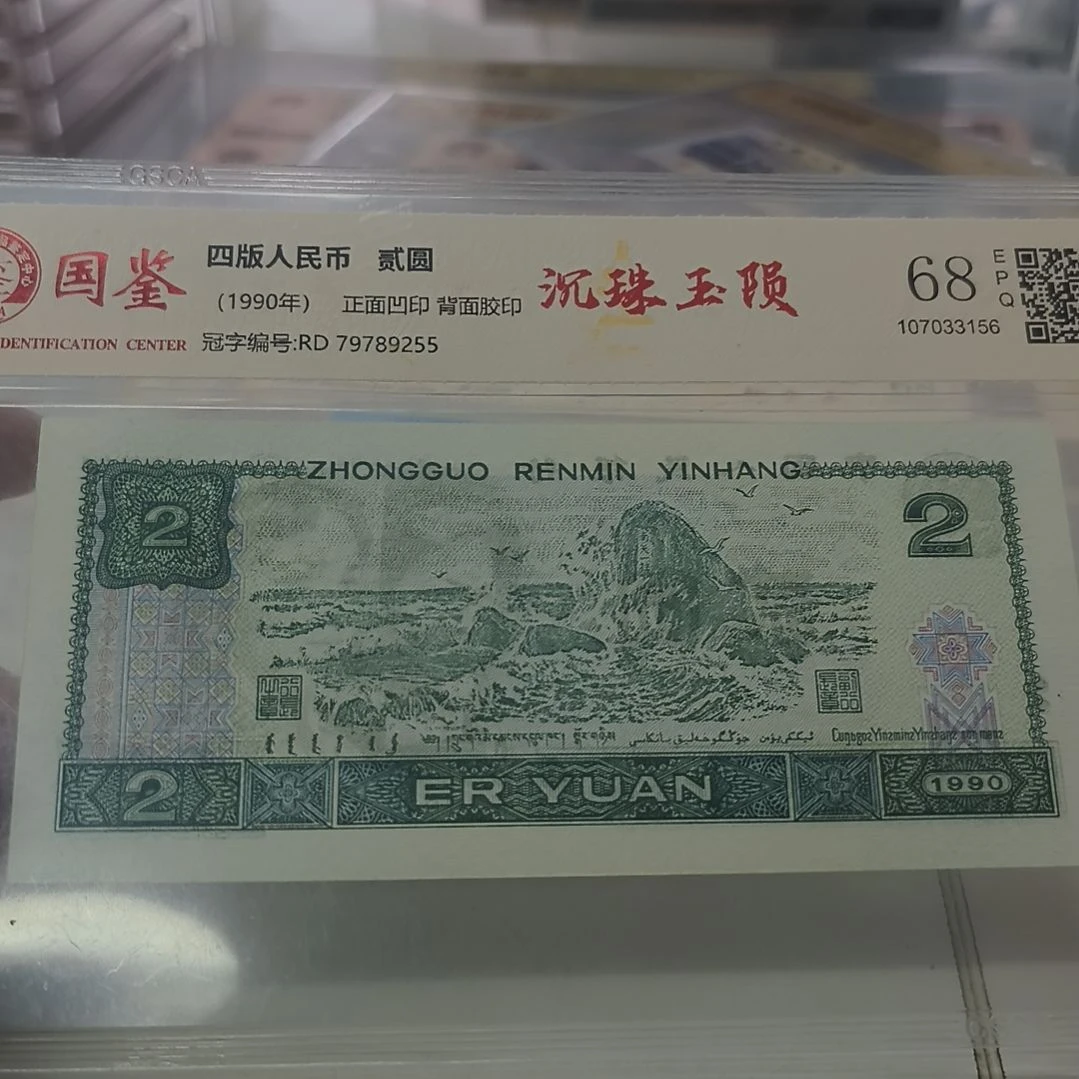 国鉴
IDENTIFICATION CENTER
四版人民币 贰圆
(1990年) 正面凹印 背面胶印
冠字编号:RD 79789255
沉珠玉陨
68
EPQ
107033156
ZHONGGUO RENMIN YINHANG
2
2
2
ER YUAN
1990